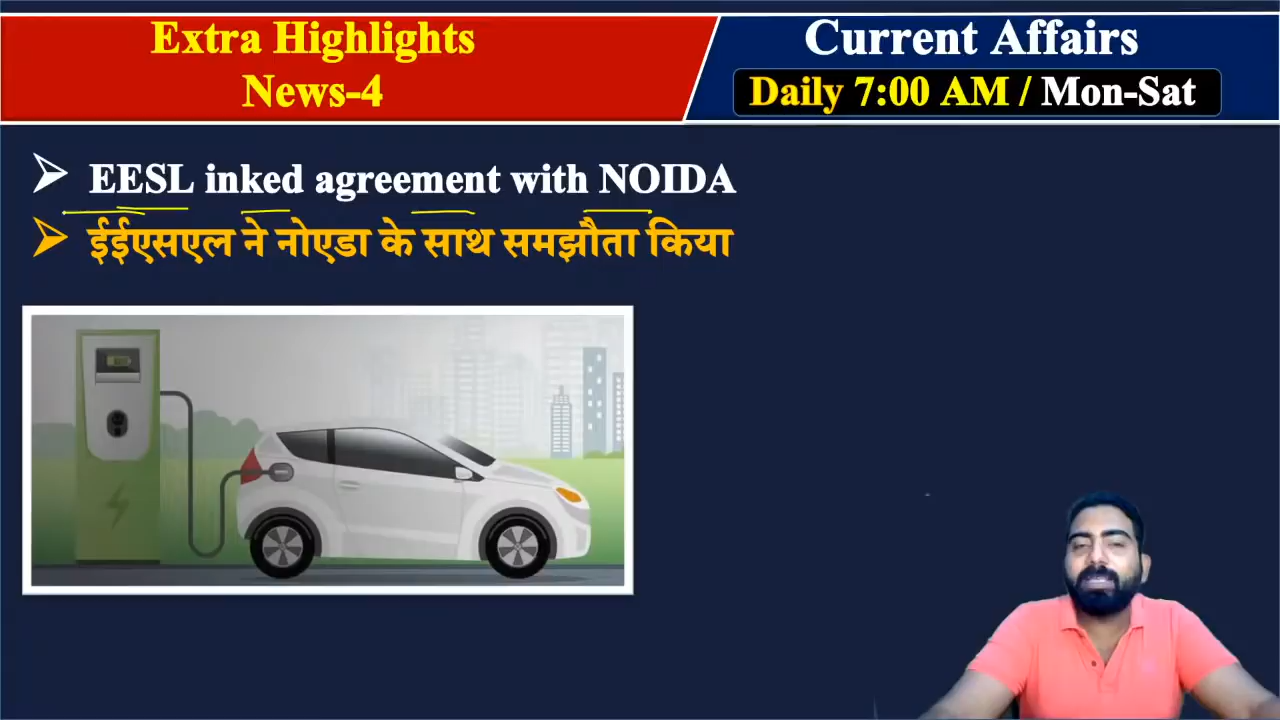 Extra Highlights
News-4
Current Affairs
Daily 7:00 AM / Mon-Sat
EESL inked agreement with NOIDA
ईईएसएल ने नोएडा के साथ समझौता किया